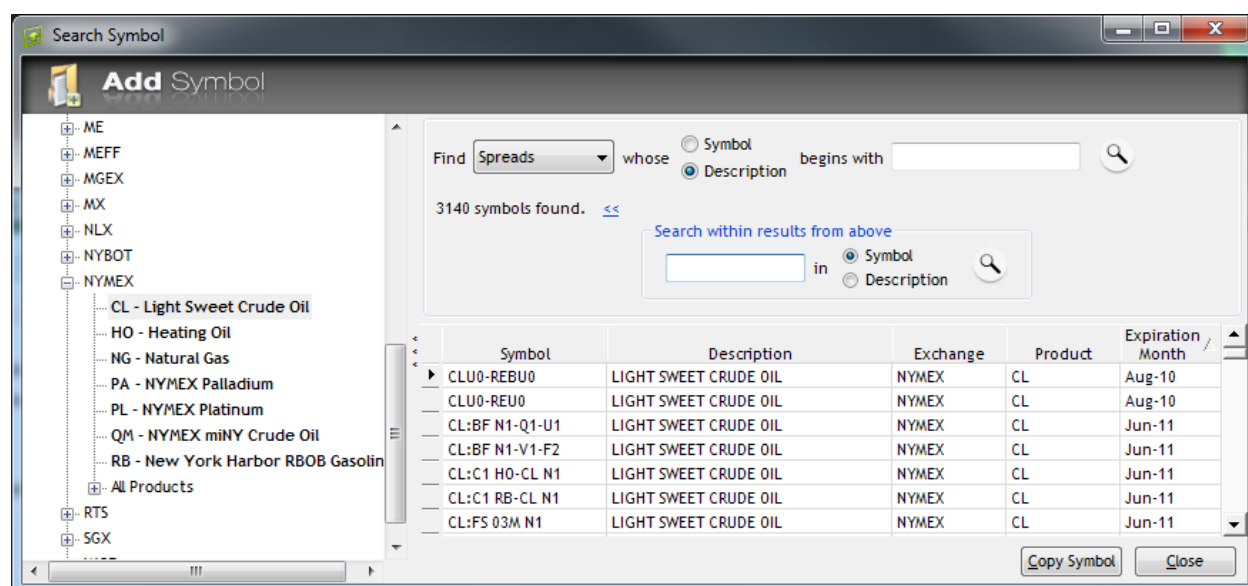 Search Symbol
Add Symbol
ME
MEFF
MGEX
MX
NLX
NYBOT
NYMEX
CL - Light Sweet Crude Oil
HO - Heating Oil
NG - Natural Gas
PA - NYMEX Palladium
PL - NYMEX Platinum
QM - NYMEX miNY Crude Oil
RB - New York Harbor RBOB Gasolin
All Products
RTS
SGX
Find Spreads whose Symbol Description begins with
3140 symbols found. <<
Search within results from above
in Symbol Description
Symbol Description Exchange Product Expiration / Month
CLU0-REBU0 LIGHT SWEET CRUDE OIL NYMEX CL Aug-10
CLU0-REU0 LIGHT SWEET CRUDE OIL NYMEX CL Aug-10
CL:BF N1-Q1-U1 LIGHT SWEET CRUDE OIL NYMEX CL Jun-11
CL:BF N1-V1-F2 LIGHT SWEET CRUDE OIL NYMEX CL Jun-11
CL:C1 HO-CL N1 LIGHT SWEET CRUDE OIL NYMEX CL Jun-11
CL:C1 RB-CL N1 LIGHT SWEET CRUDE OIL NYMEX CL Jun-11
CL:FS 03M N1 LIGHT SWEET CRUDE OIL NYMEX CL Jun-11
Copy Symbol Close